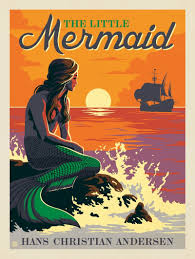 THE LITTLE
Mermaid
HANS CHRISTIAN ANDERSEN